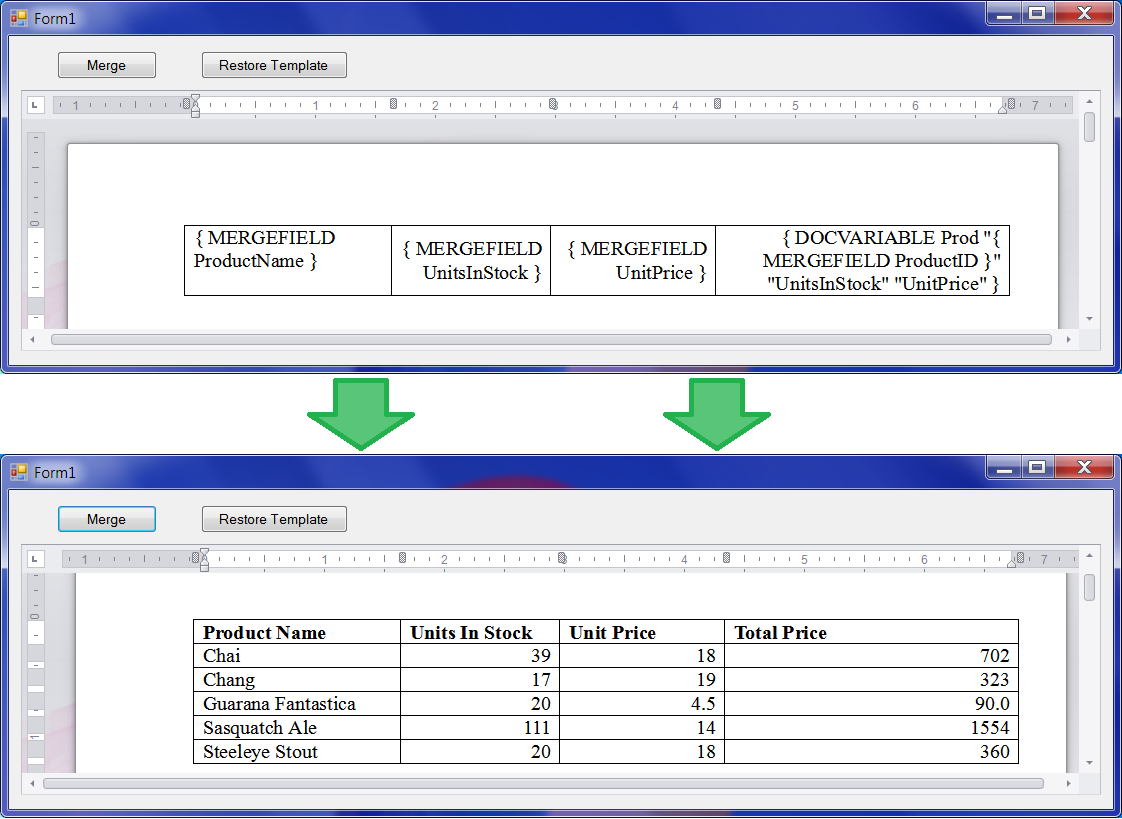 Form1
Merge Restore Template
1 1 2 3 4 5 6 7
{ MERGEFIELD ProductName }
{ MERGEFIELD UnitsInStock }
{ MERGEFIELD UnitPrice }
{ DOCVARIABLE Prod "{
MERGEFIELD ProductID }"
"UnitsInStock" "UnitPrice" }
Form1
Merge Restore Template
1 1 2 3 4 5 6 7
Product Name Units In Stock Unit Price Total Price
Chai 39 18 702
Chang 17 19 323
Guarana Fantastica 20 4.5 90.0
Sasquatch Ale 111 14 1554
Steeleye Stout 20 18 360